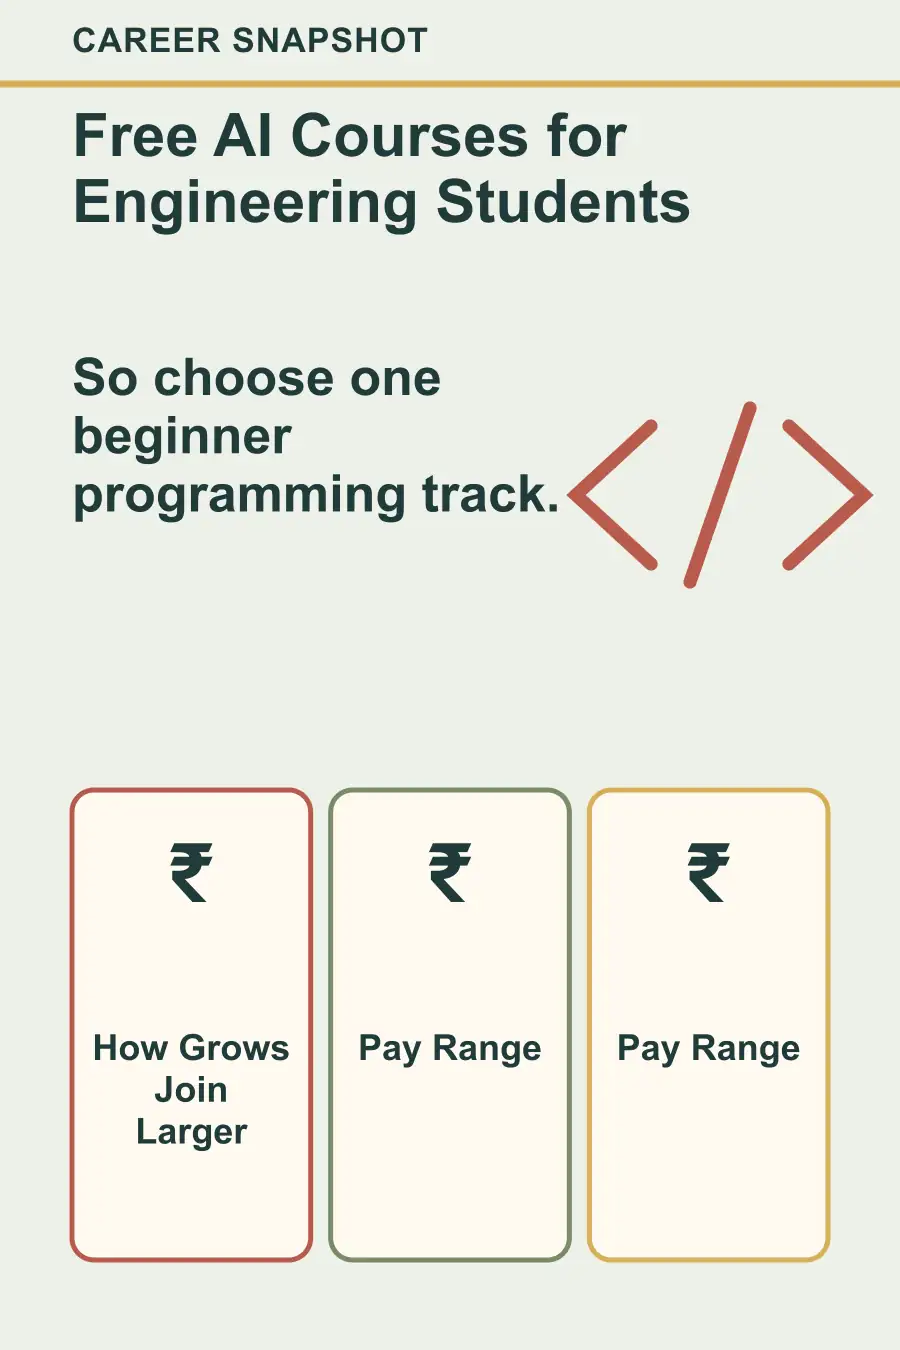 CAREER SNAPSHOT
Free AI Courses for
Engineering Students
So choose one
beginner
programming track.
</>
₹
How Grows
Join
Larger
₹
Pay Range
₹
Pay Range